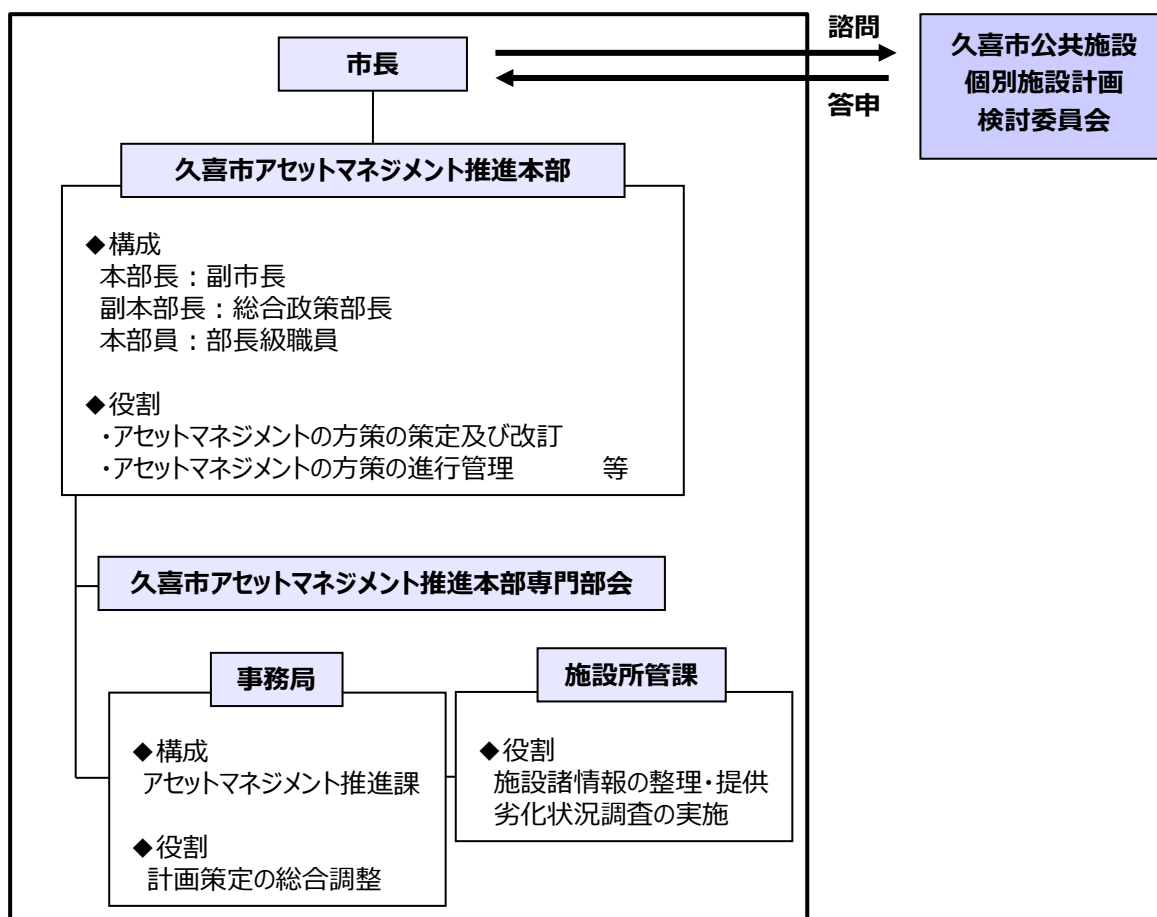 市長
諮問
答申
久喜市公共施設
個別施設計画
検討委員会
久喜市アセットマネジメント推進本部
◆構成
本部長：副市長
副本部長：総合政策部長
本部員：部長級職員
◆役割
・アセットマネジメントの方策の策定及び改訂
・アセットマネジメントの方策の進行管理　　　等
久喜市アセットマネジメント推進本部専門部会
事務局
◆構成
アセットマネジメント推進課
◆役割
計画策定の総合調整
施設所管課
◆役割
施設諸情報の整理・提供
劣化状況調査の実施